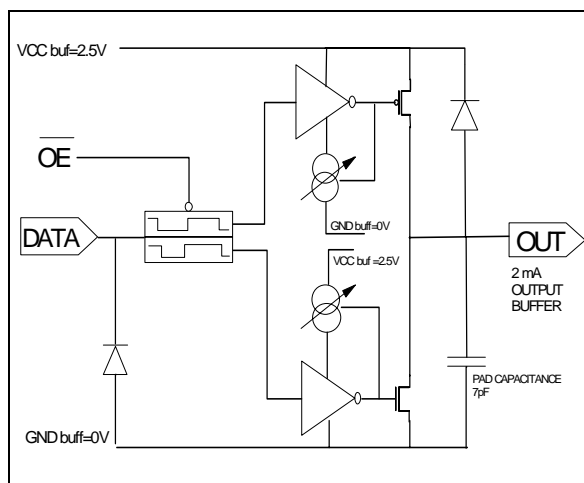 VCC buf=2.5V
OE
DATA
GND buff=0V
VCC buf=2.5V
OUT
2 mA
OUTPUT
BUFFER
PAD CAPACITANCE
7pF
GND buff=0V